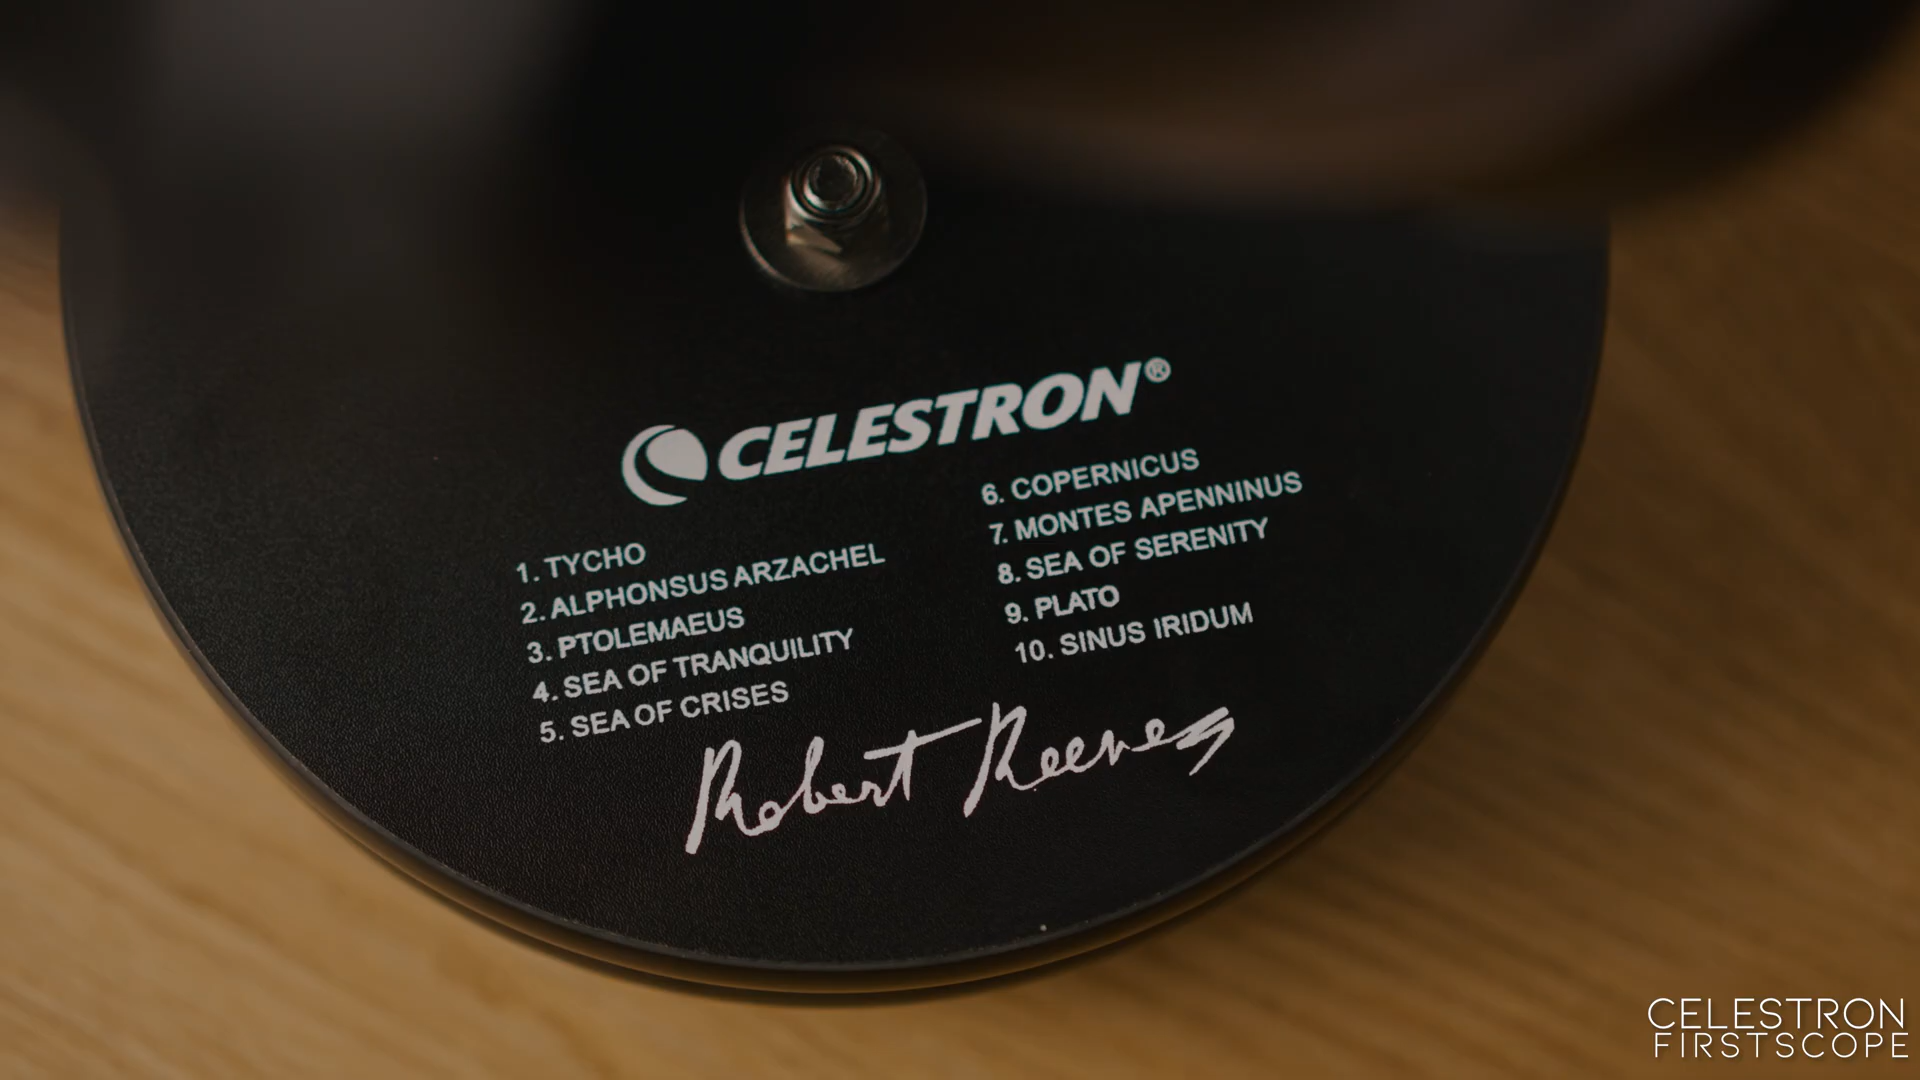 CELESTRON®
1. TYCHO
2. ALPHONSUS ARZACHEL
3. PTOLEMAEUS
4. SEA OF TRANQUILITY
5. SEA OF CRISES
6. COPERNICUS
7. MONTES APENNINUS
8. SEA OF SERENITY
9. PLATO
10. SINUS IRIDUM
Robert Reeves
CELESTRON
FIRSTSCOPE